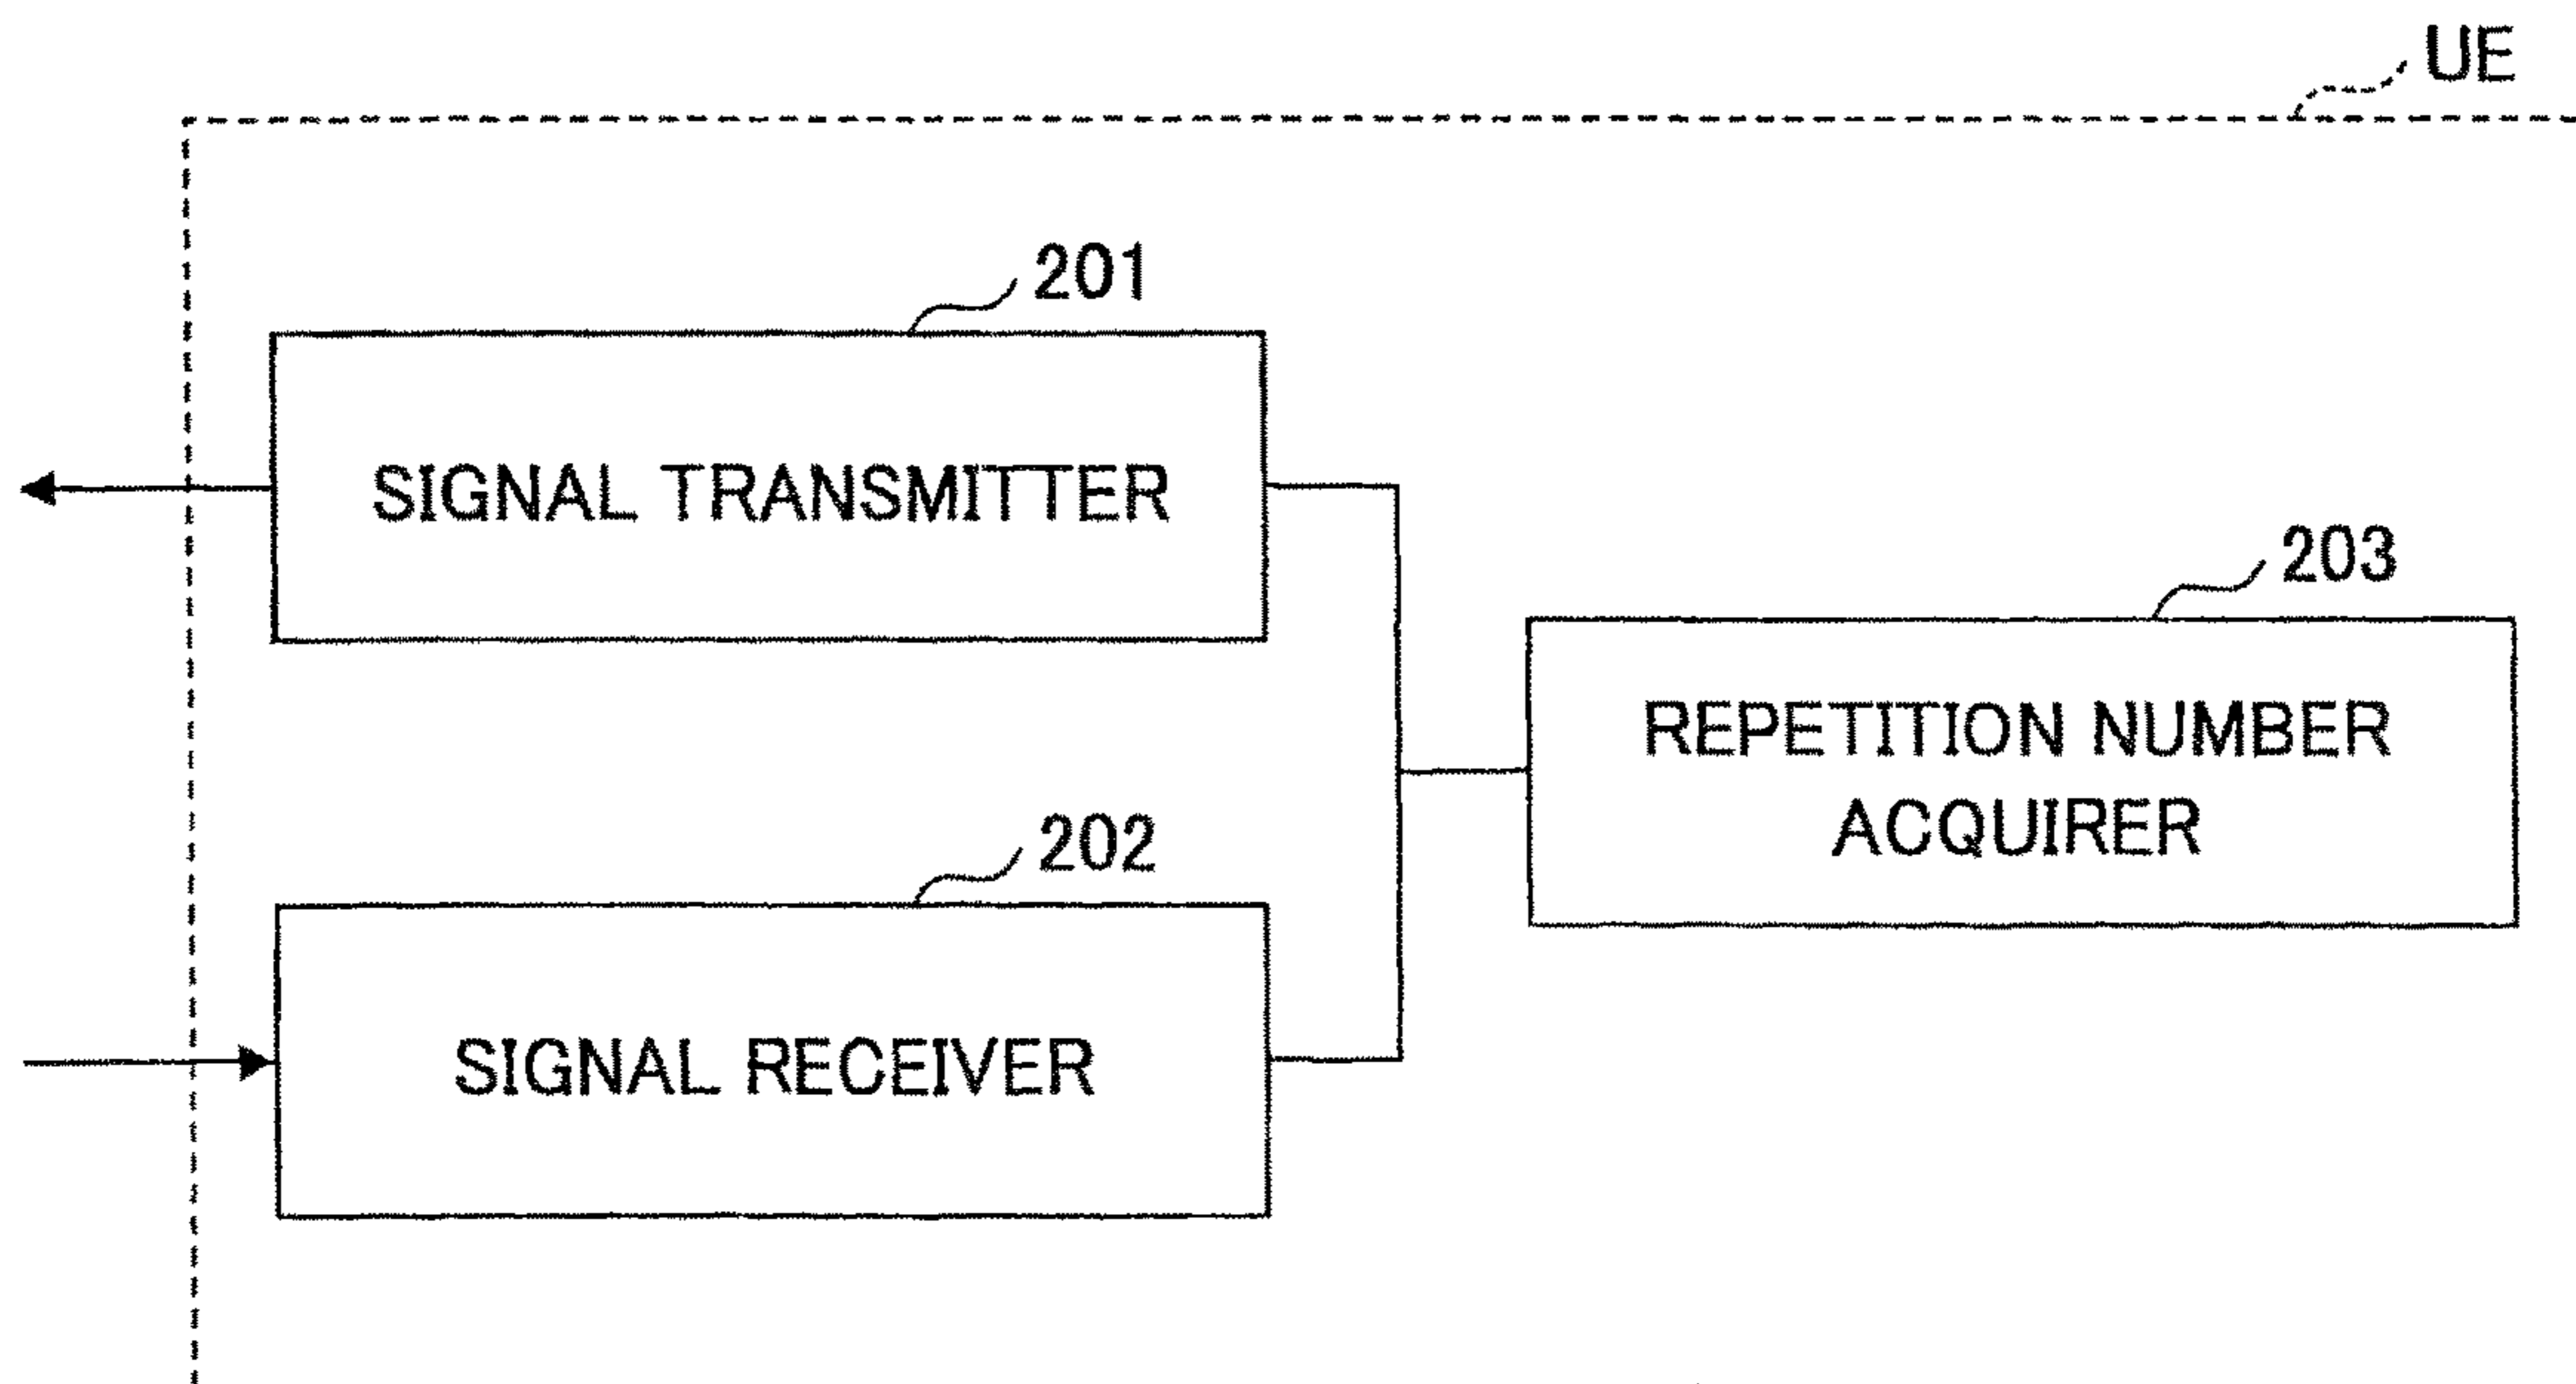 UE
201
SIGNAL TRANSMITTER
203
REPETITION NUMBER
ACQUIRER
202
SIGNAL RECEIVER